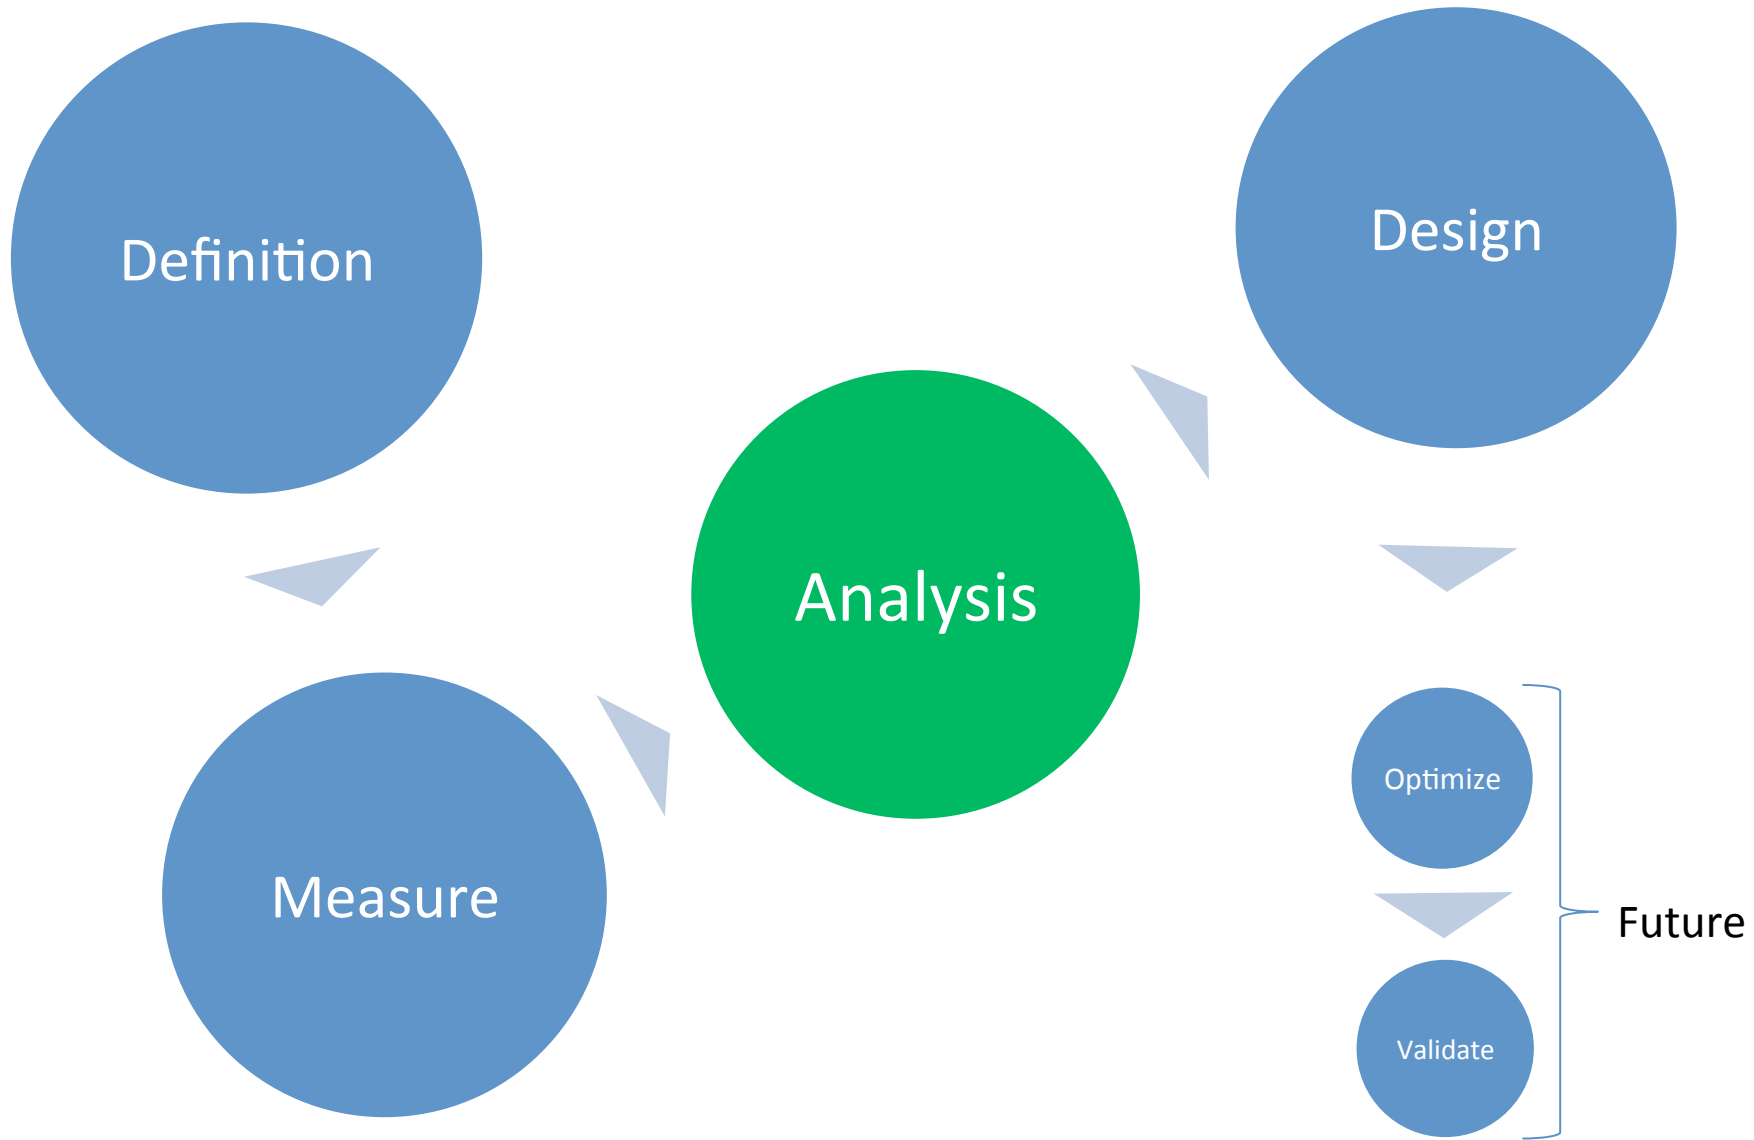 Definition
Measure
Analysis
Design
Optimize
Validate
Future